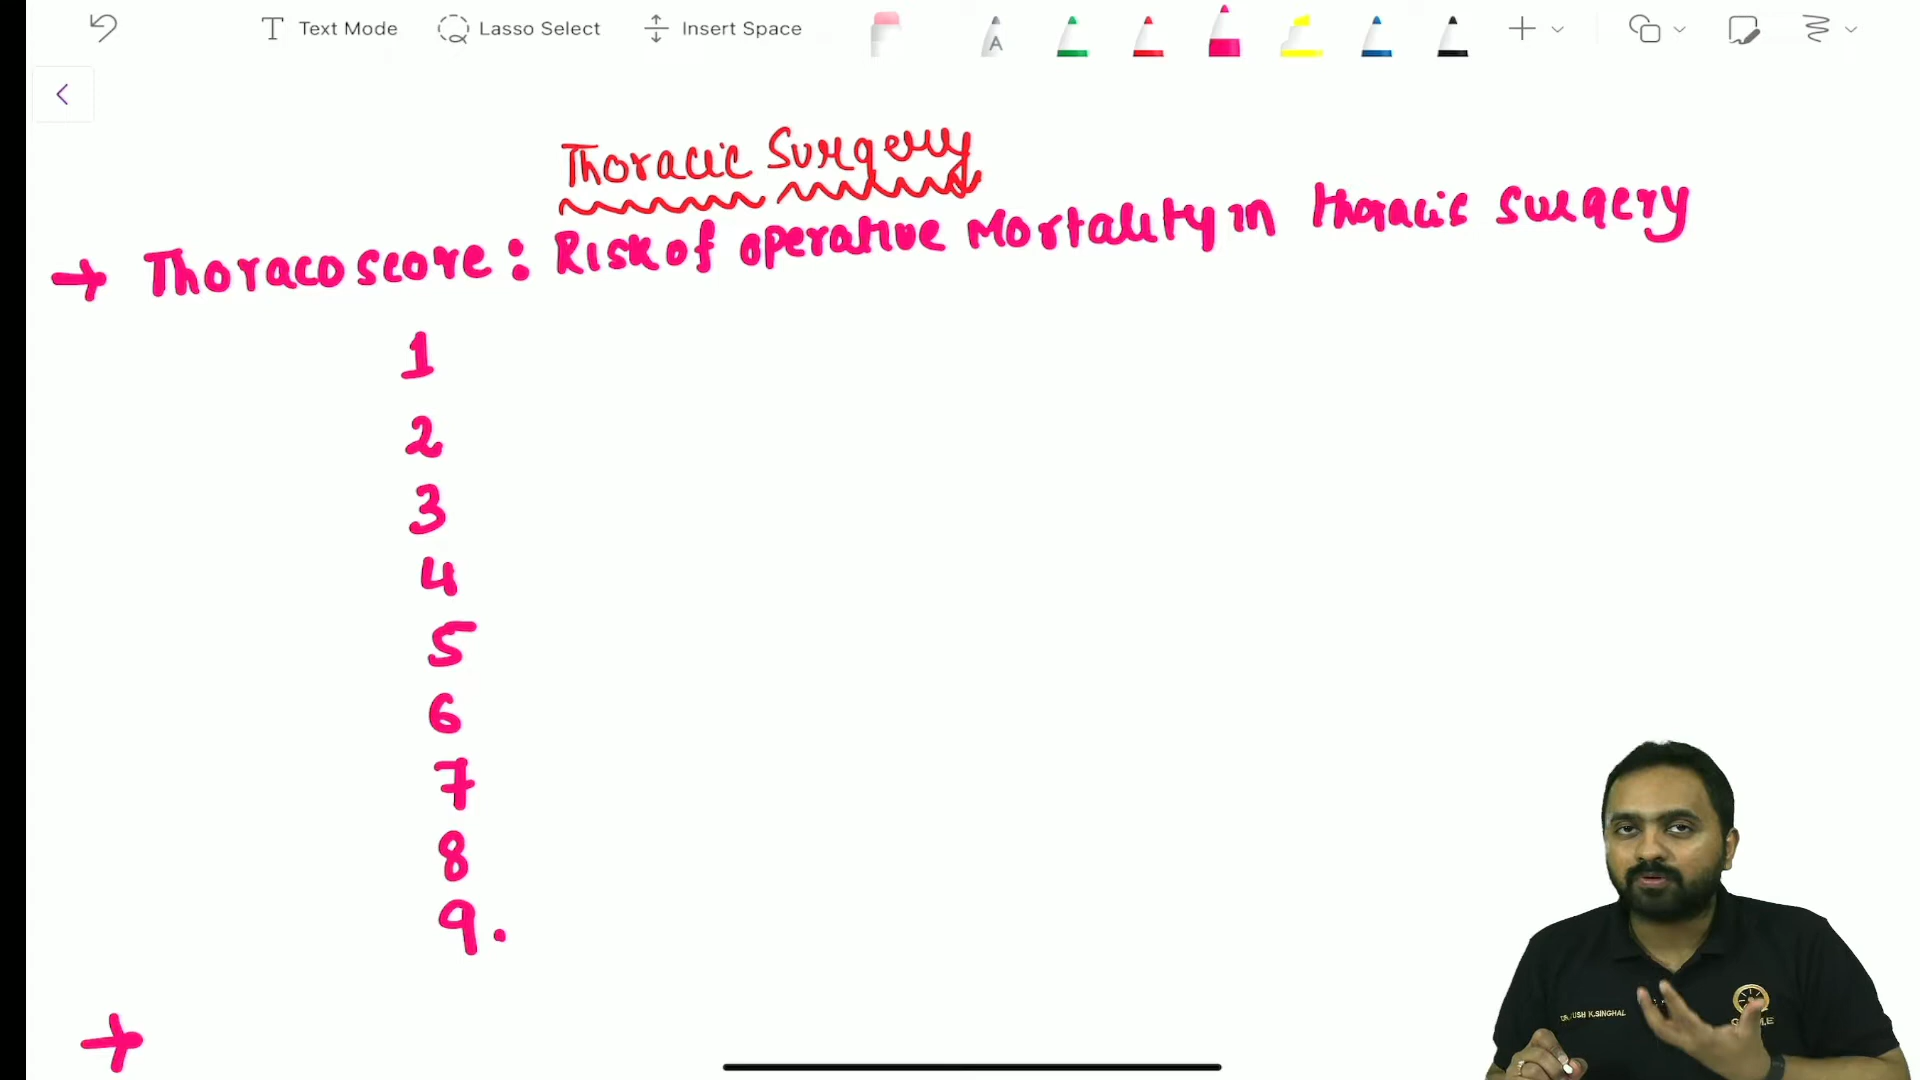 Text Mode Lasso Select Insert Space
A
Thoracic Surgery
→ Thoracoscore: Risk of operative Mortality in thoracic surgery
1
2
3
4
5
6
7
8
9.
→
K.SINGHAL